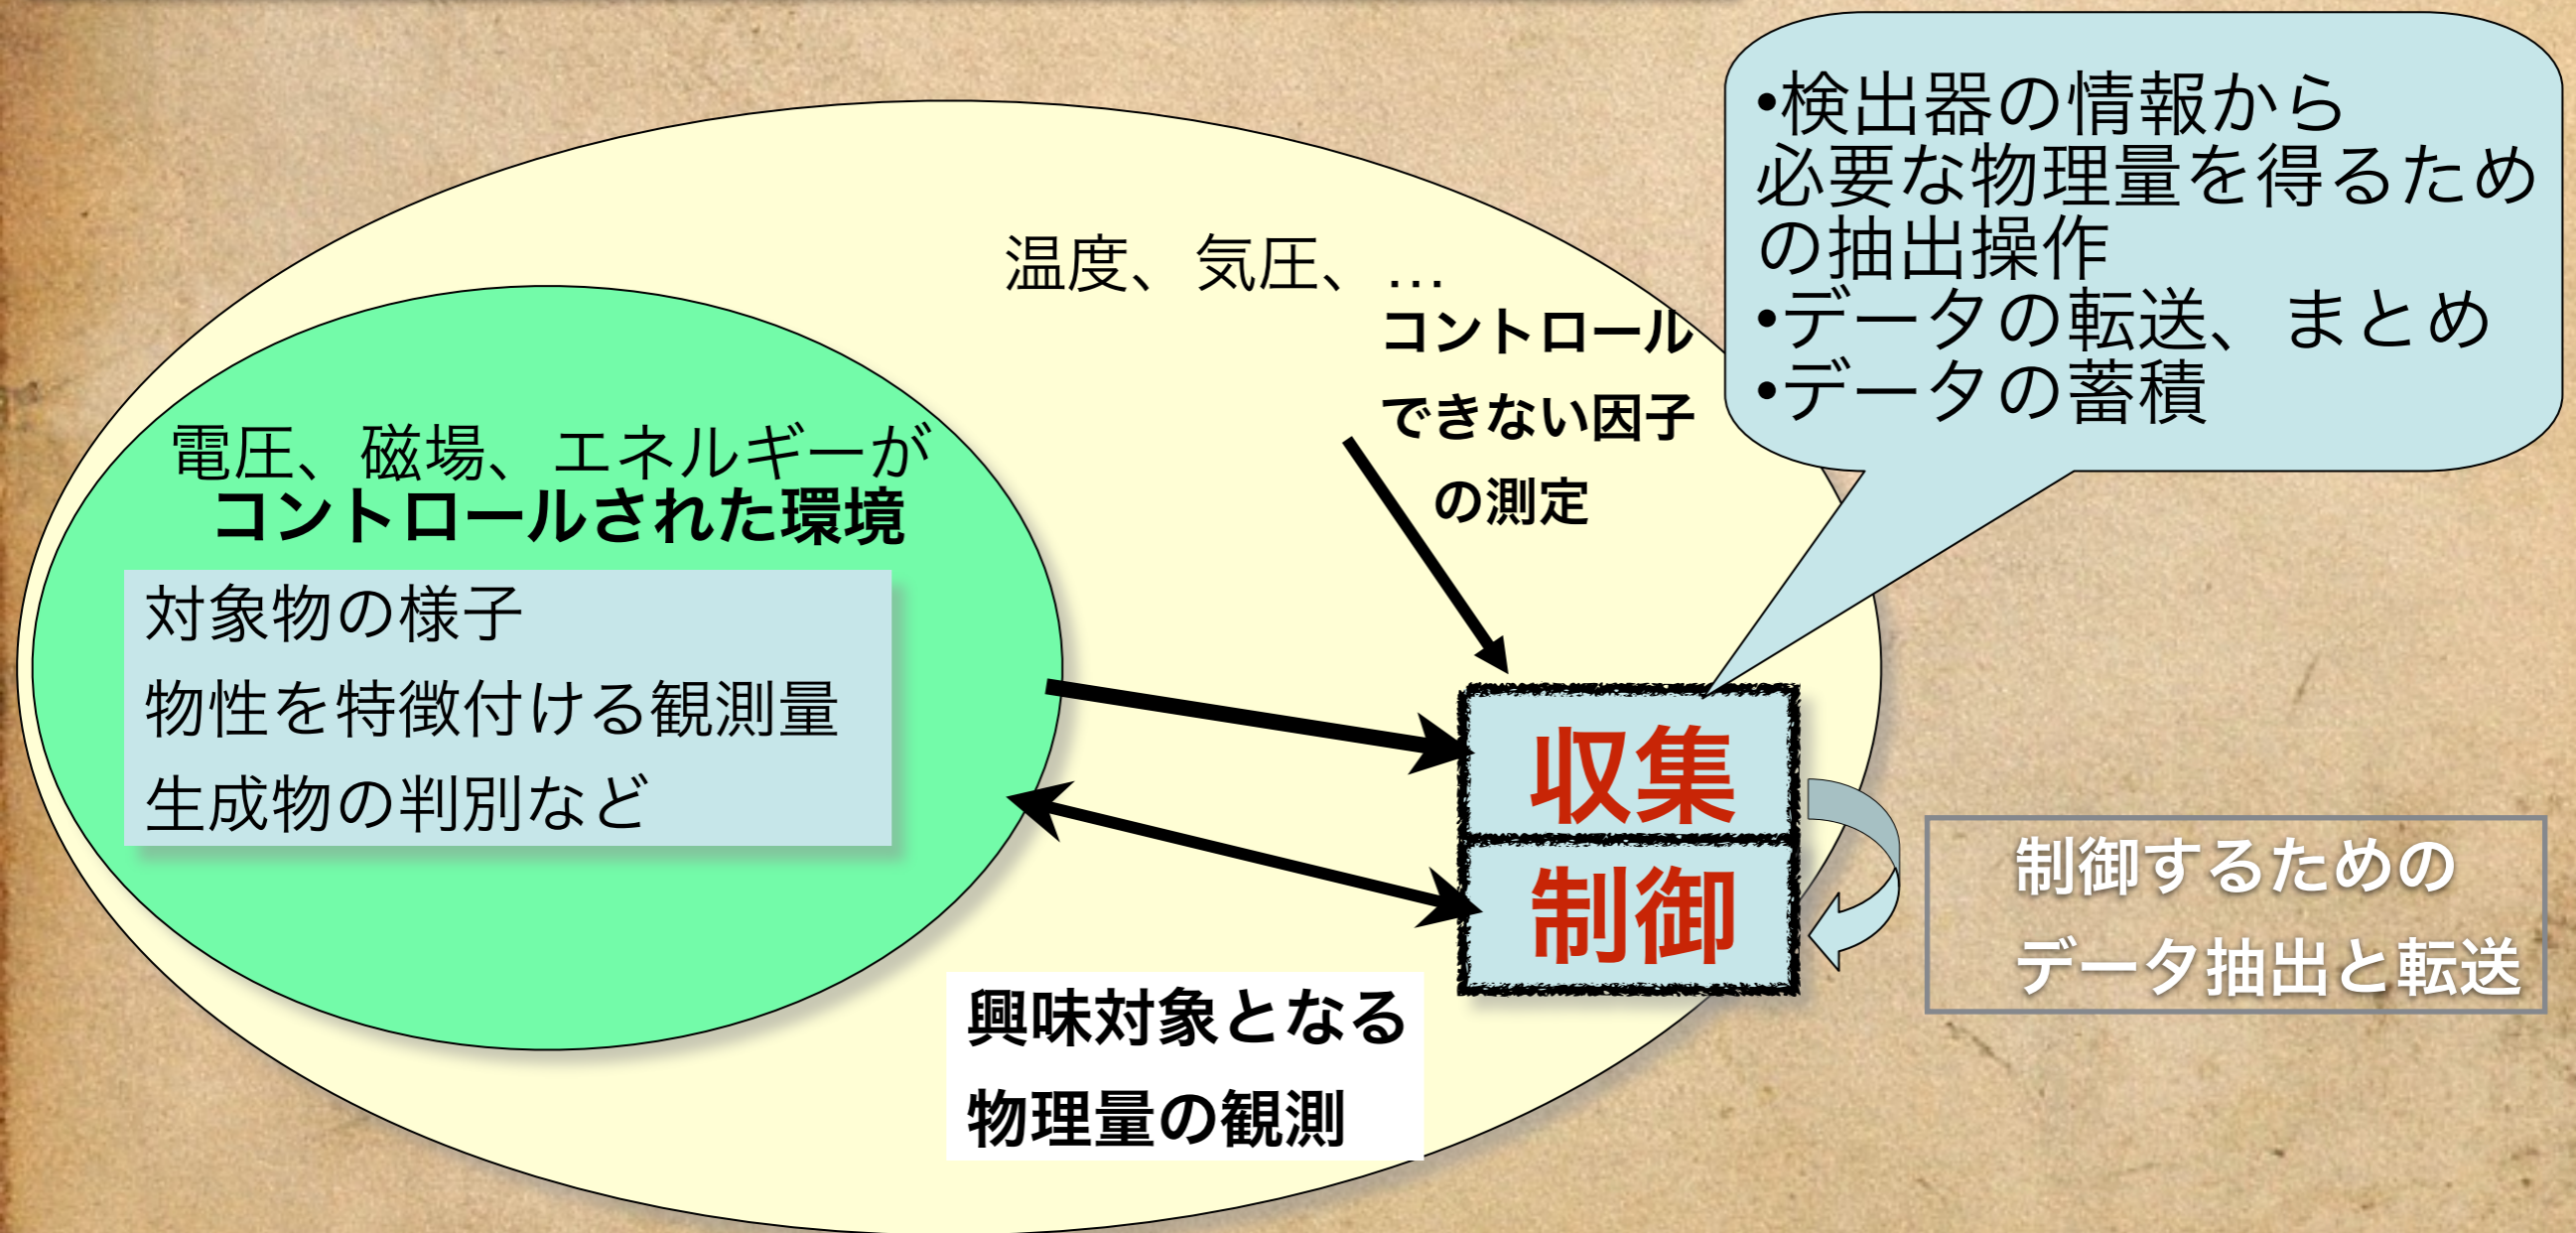 •検出器の情報から
必要な物理量を得るため
の抽出操作
•データの転送、まとめ
•データの蓄積
温度、気圧、…
コントロール
できない因子
の測定
電圧、磁場、エネルギーが
コントロールされた環境
対象物の様子
物性を特徴付ける観測量
生成物の判別など
収集
制御
制御するための
データ抽出と転送
興味対象となる
物理量の観測